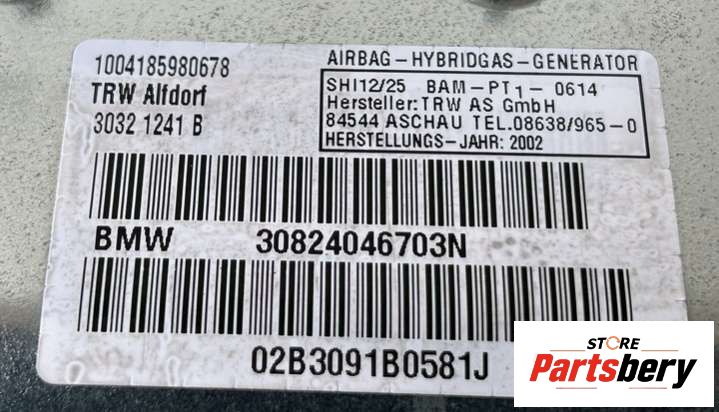 1004185980678
TRW Alfdorf
3032 1241 B
AIRBAG-HYBRIDGAS-GENERATOR
SHI12/25 BAM-PT1-0614
Hersteller:TRW AS GmbH
84544 ASCHAU TEL.08638/965-0
HERSTELLUNGS-JAHR: 2002
BMW 30824046703N
02B3091B0581J
STORE
Partsbery